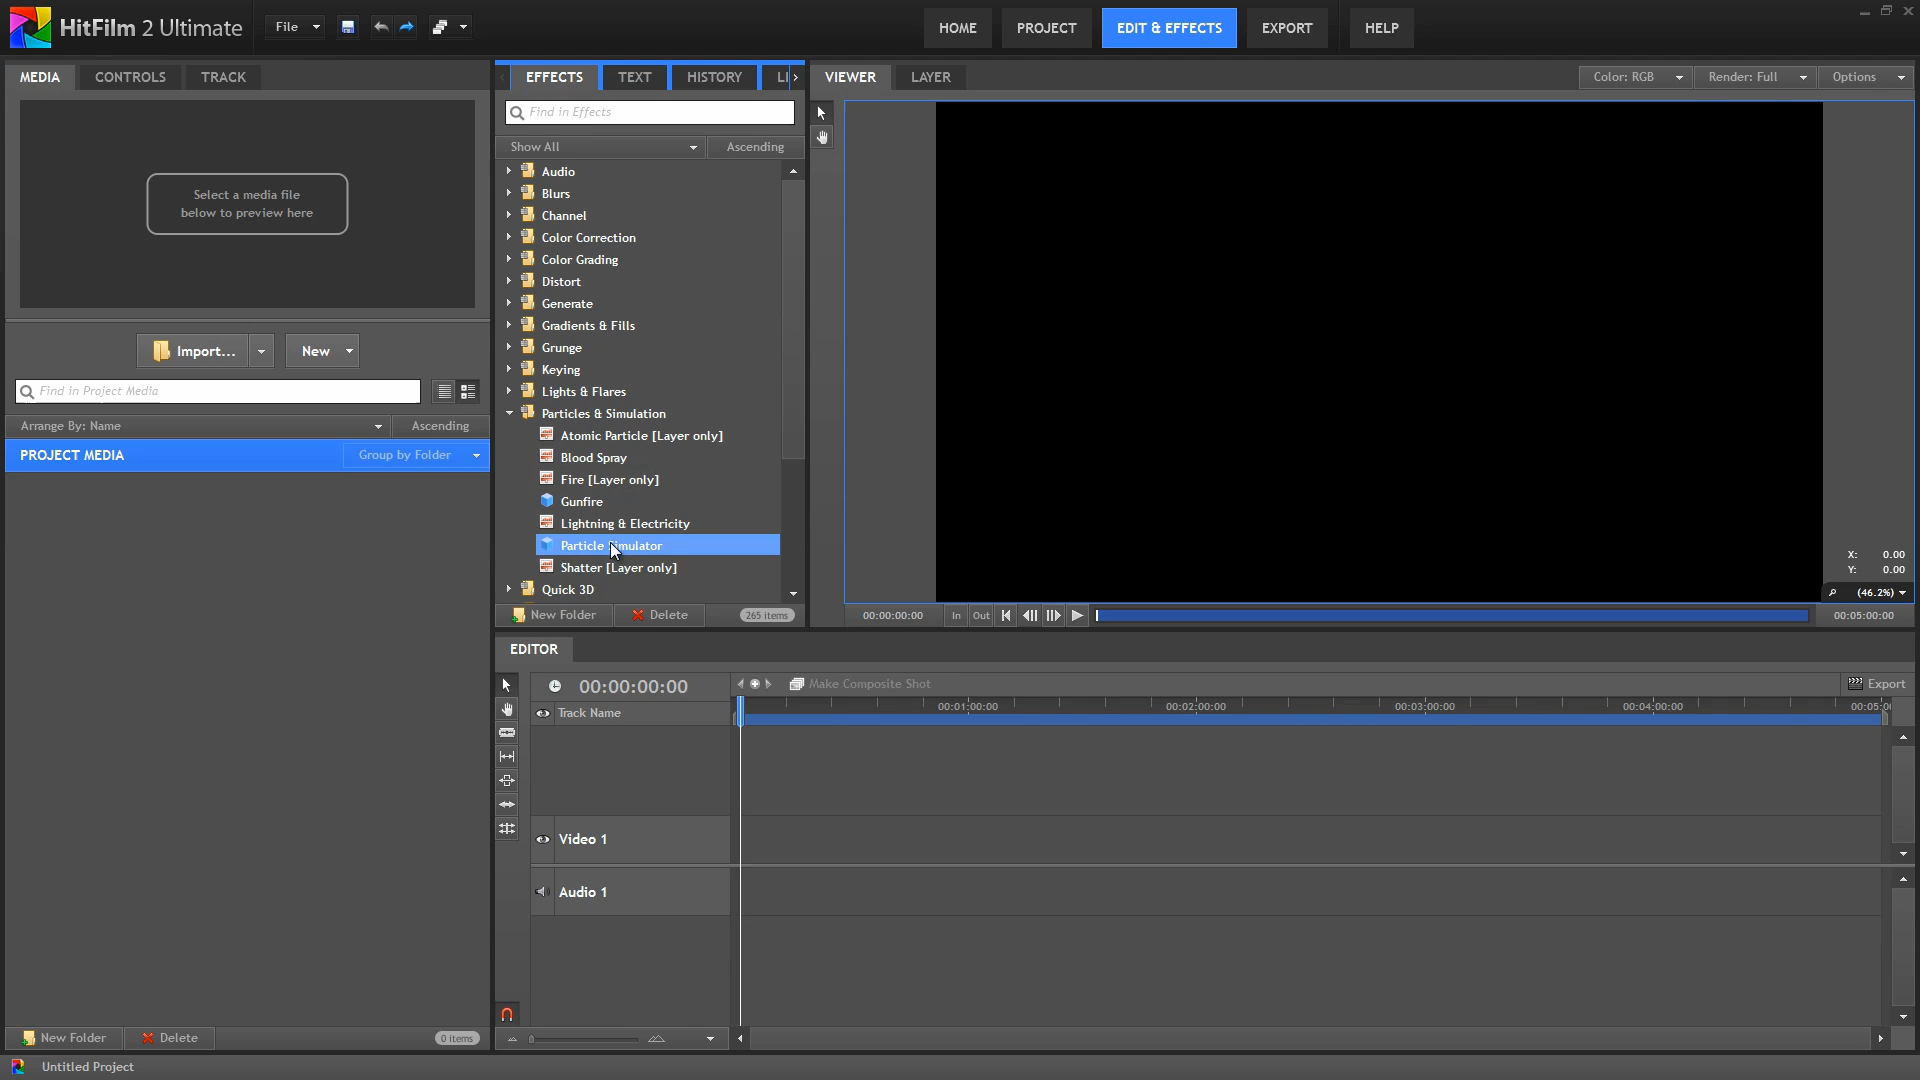 HitFilm 2 Ultimate
File
HOME
PROJECT
EDIT & EFFECTS
EXPORT
HELP
MEDIA
CONTROLS
TRACK
EFFECTS
TEXT
HISTORY
VIEWER
LAYER
Color: RGB
Render: Full
Options
Select a media file
below to preview here
Import...
New
Find in Project Media
Arrange By: Name
Ascending
PROJECT MEDIA
Group by Folder
New Folder
Delete
0 items
Find in Effects
Show All
Ascending
Audio
Blurs
Channel
Color Correction
Color Grading
Distort
Generate
Gradients & Fills
Grunge
Keying
Lights & Flares
Particles & Simulation
Atomic Particle [Layer only]
Blood Spray
Fire [Layer only]
Gunfire
Lightning & Electricity
Particle Simulator
Shatter [Layer only]
Quick 3D
New Folder
Delete
265 items
X: 0.00
Y: 0.00
(46.2%)
00:00:00:00
In
Out
00:05:00:00
EDITOR
00:00:00:00
Make Composite Shot
Export
Track Name
00:01:00:00
00:02:00:00
00:03:00:00
00:04:00:00
Video 1
Audio 1
Untitled Project